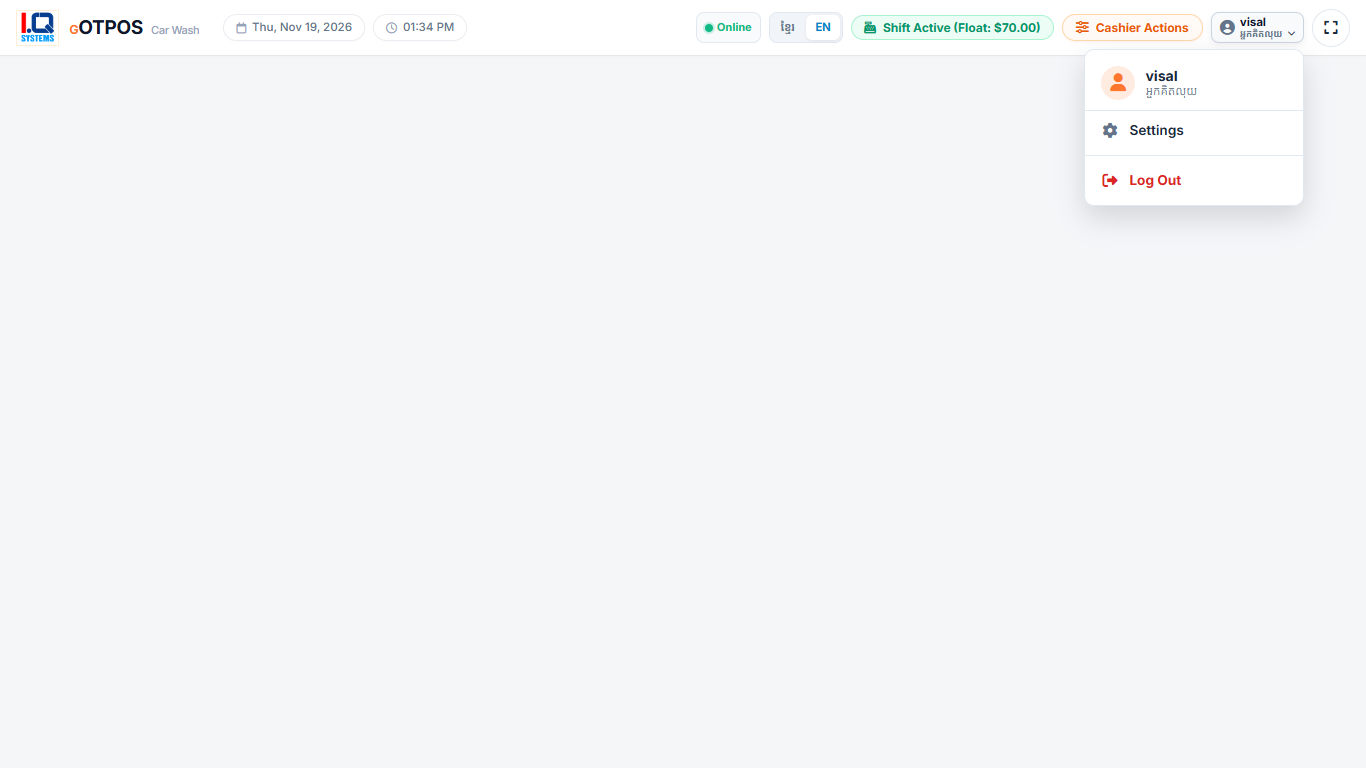 I.Q
SYSTEMS
GOTPOS Car Wash
Thu, Nov 19, 2026
01:34 PM
Online
ខ្មែរ
EN
Shift Active (Float: $70.00)
Cashier Actions
visal
អ្នកគិតលុយ
visal
អ្នកគិតលុយ
Settings
Log Out